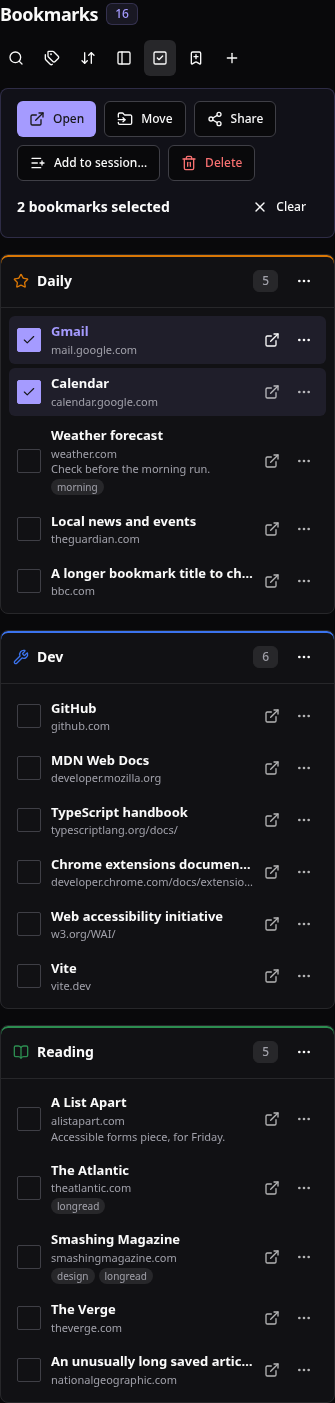 Bookmarks 16
Open Move Share
Add to session... Delete
2 bookmarks selected Clear
Daily 5
Gmail
mail.google.com
Calendar
calendar.google.com
Weather forecast
weather.com
Check before the morning run.
morning
Local news and events
theguardian.com
A longer bookmark title to ch...
bbc.com
Dev 6
GitHub
github.com
MDN Web Docs
developer.mozilla.org
TypeScript handbook
typescriptlang.org/docs/
Chrome extensions documen...
developer.chrome.com/docs/extensio...
Web accessibility initiative
w3.org/WAI/
Vite
vite.dev
Reading 5
A List Apart
alistapart.com
Accessible forms piece, for Friday.
The Atlantic
theatlantic.com
longread
Smashing Magazine
smashingmagazine.com
design longread
The Verge
theverge.com
An unusually long saved artic...
nationalgeographic.com